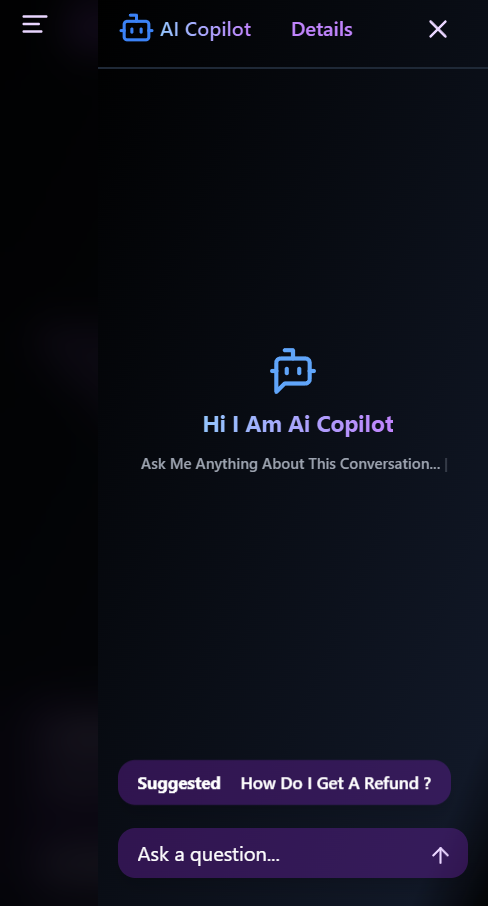 AI Copilot Details
Hi I Am Ai Copilot
Ask Me Anything About This Conversation... |
Suggested How Do I Get A Refund ?
Ask a question...